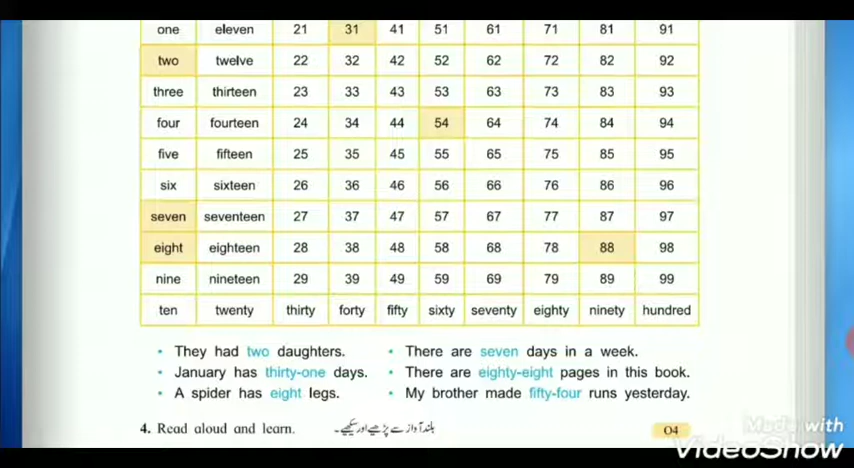 one eleven 21 31 41 51 61 71 81 91
two twelve 22 32 42 52 62 72 82 92
three thirteen 23 33 43 53 63 73 83 93
four fourteen 24 34 44 54 64 74 84 94
five fifteen 25 35 45 55 65 75 85 95
six sixteen 26 36 46 56 66 76 86 96
seven seventeen 27 37 47 57 67 77 87 97
eight eighteen 28 38 48 58 68 78 88 98
nine nineteen 29 39 49 59 69 79 89 99
ten twenty thirty forty fifty sixty seventy eighty ninety hundred
• They had two daughters. • There are seven days in a week.
• January has thirty-one days. • There are eighty-eight pages in this book.
• A spider has eight legs. • My brother made fifty-four runs yesterday.
4. Read aloud and learn. بلند آواز سے پڑھیے اور سیکھیے۔ 04
Made with
VideoShow